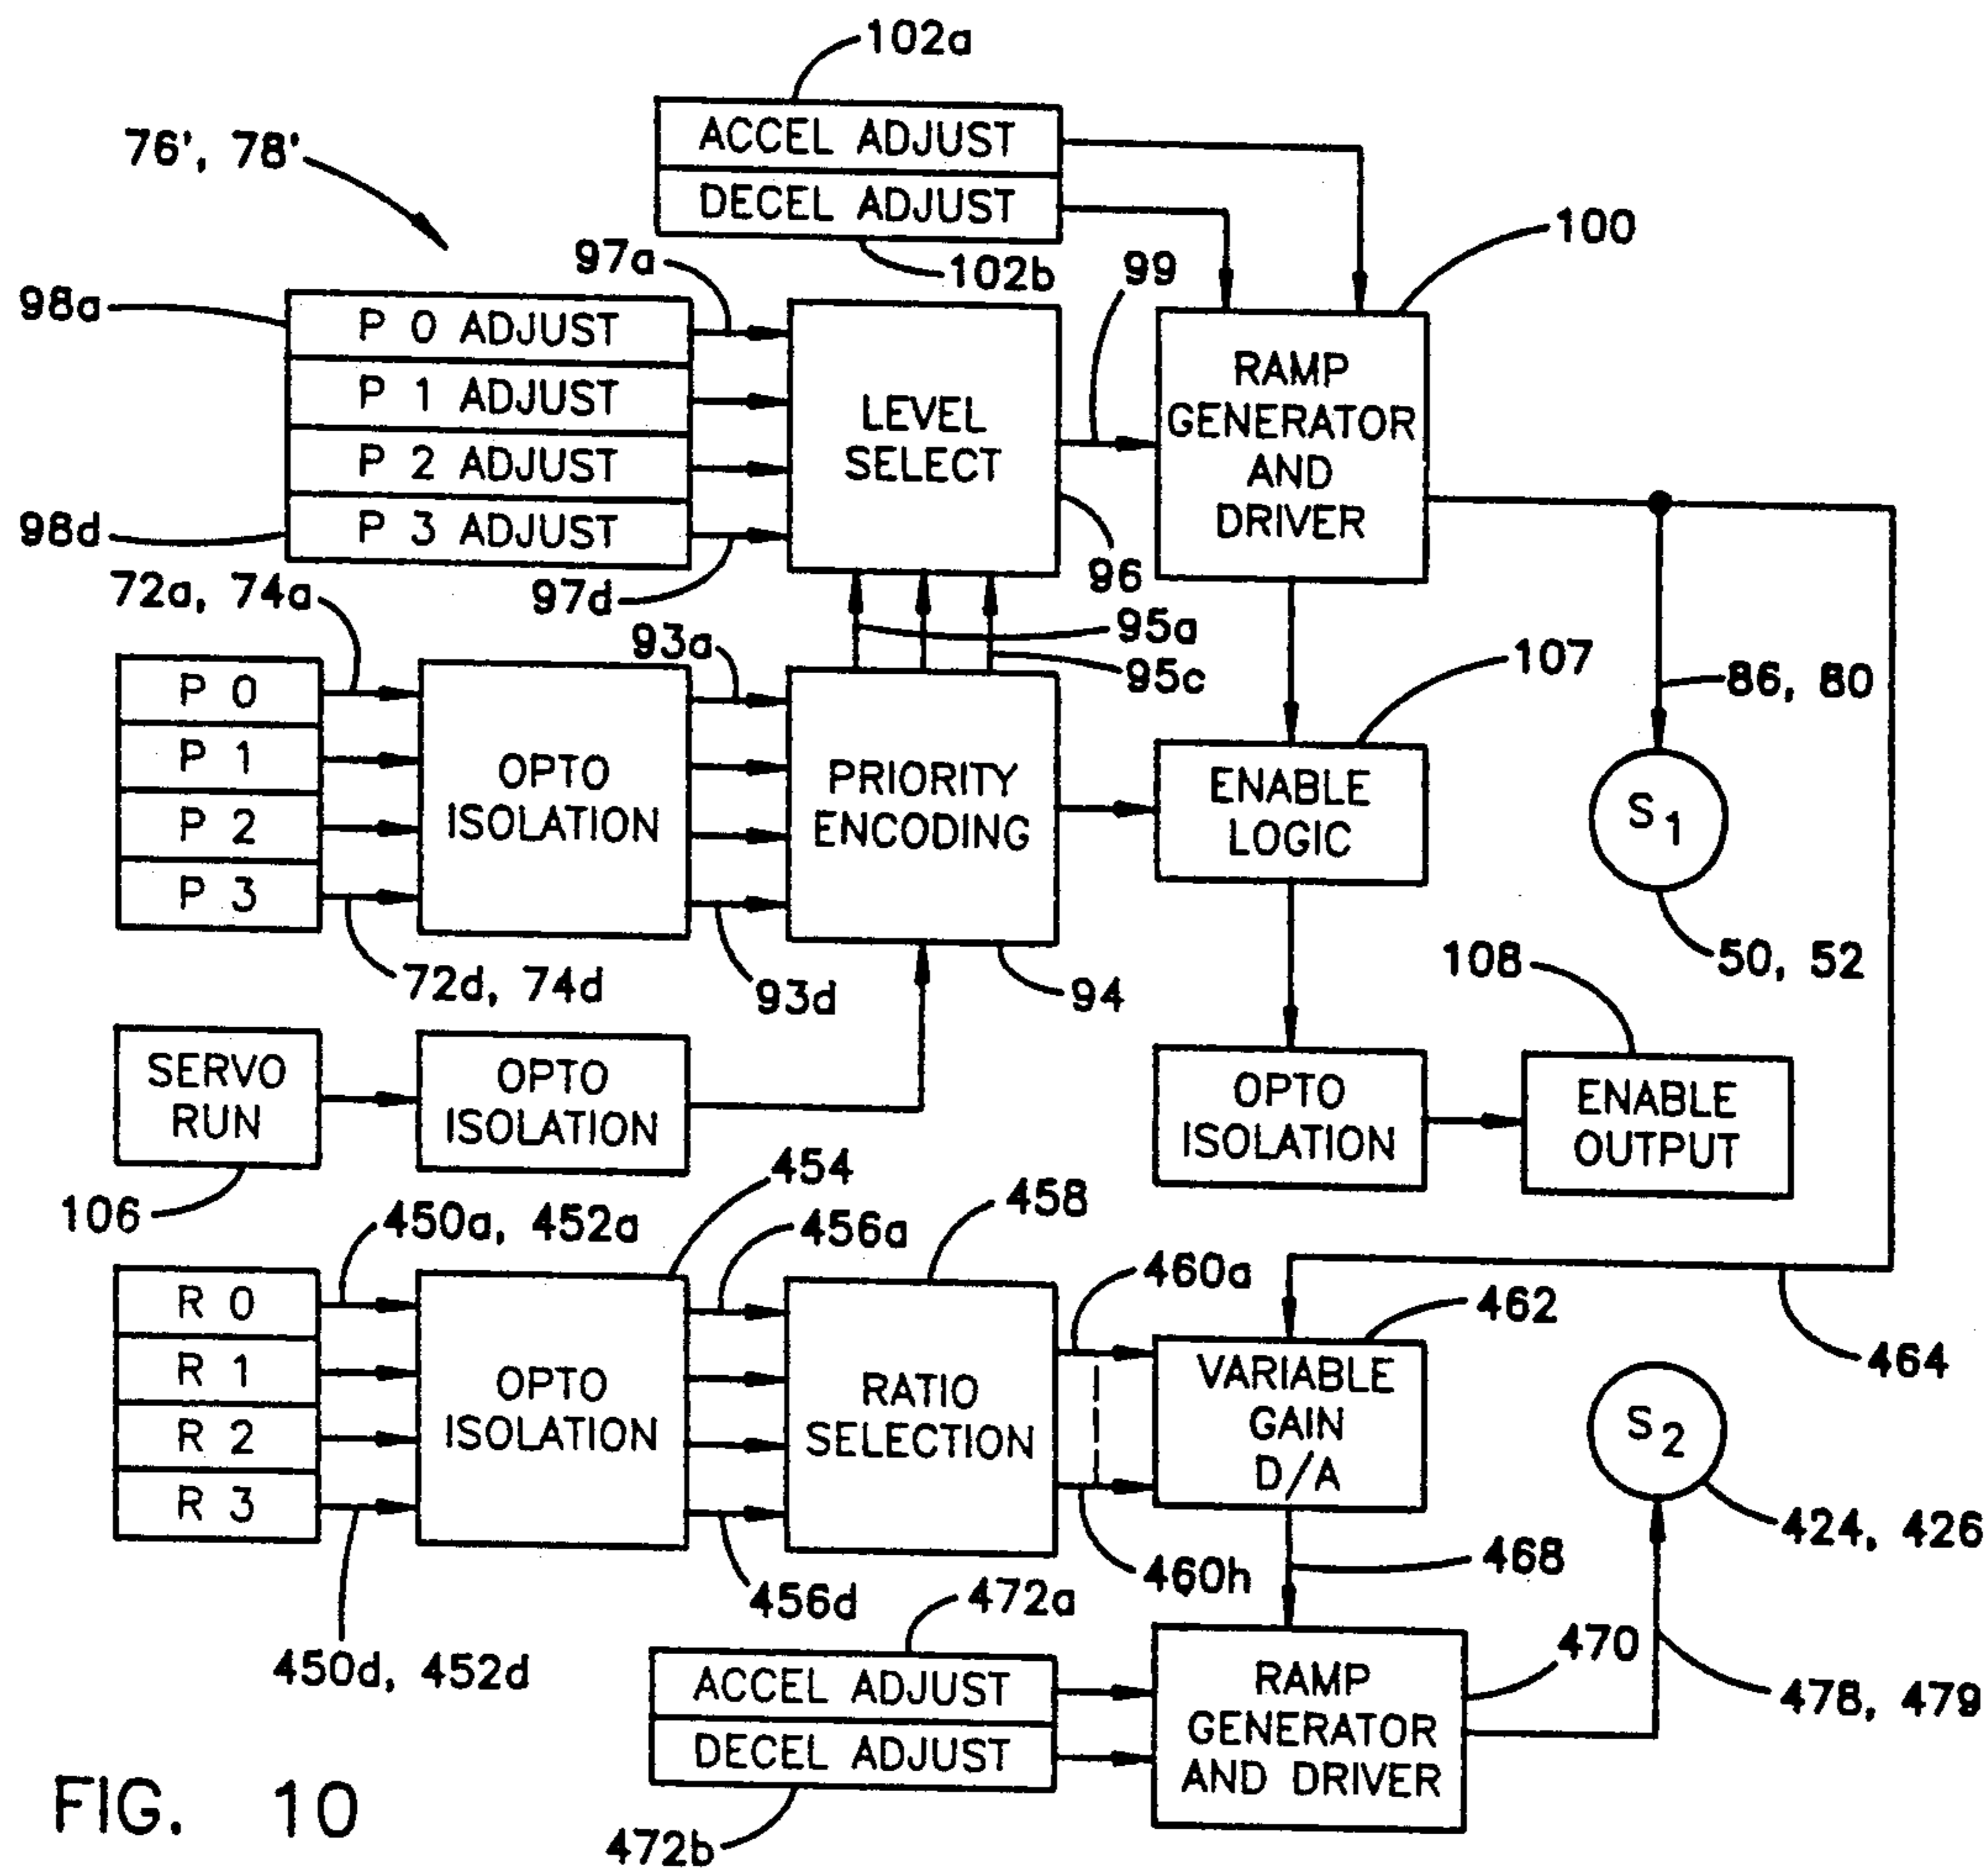 102a
ACCEL ADJUST
DECEL ADJUST
102b
76', 78'
100
97a
99
98a
P 0 ADJUST
P 1 ADJUST
P 2 ADJUST
P 3 ADJUST
98d
97d
LEVEL
SELECT
96
RAMP
GENERATOR
AND
DRIVER
72a, 74a
93a
95a
95c
107
86, 80
P 0
P 1
P 2
P 3
OPTO
ISOLATION
PRIORITY
ENCODING
ENABLE
LOGIC
S1
50, 52
72d, 74d
93d
94
108
SERVO
RUN
OPTO
ISOLATION
OPTO
ISOLATION
ENABLE
OUTPUT
106
454
450a, 452a
456a
458
460a
462
464
R 0
R 1
R 2
R 3
OPTO
ISOLATION
RATIO
SELECTION
VARIABLE
GAIN
D/A
S2
424, 426
450d, 452d
456d
460h
468
472a
470
478, 479
ACCEL ADJUST
DECEL ADJUST
472b
RAMP
GENERATOR
AND DRIVER
FIG. 10